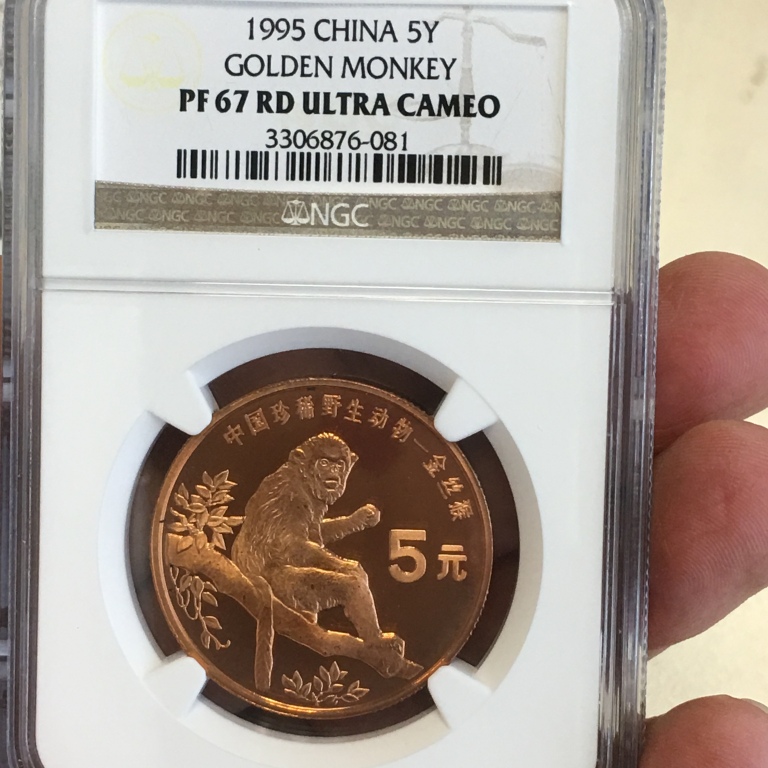 1995 CHINA 5Y
GOLDEN MONKEY
PF 67 RD ULTRA CAMEO
3306876-081
NGC
中国珍稀野生动物—金丝猴
5元